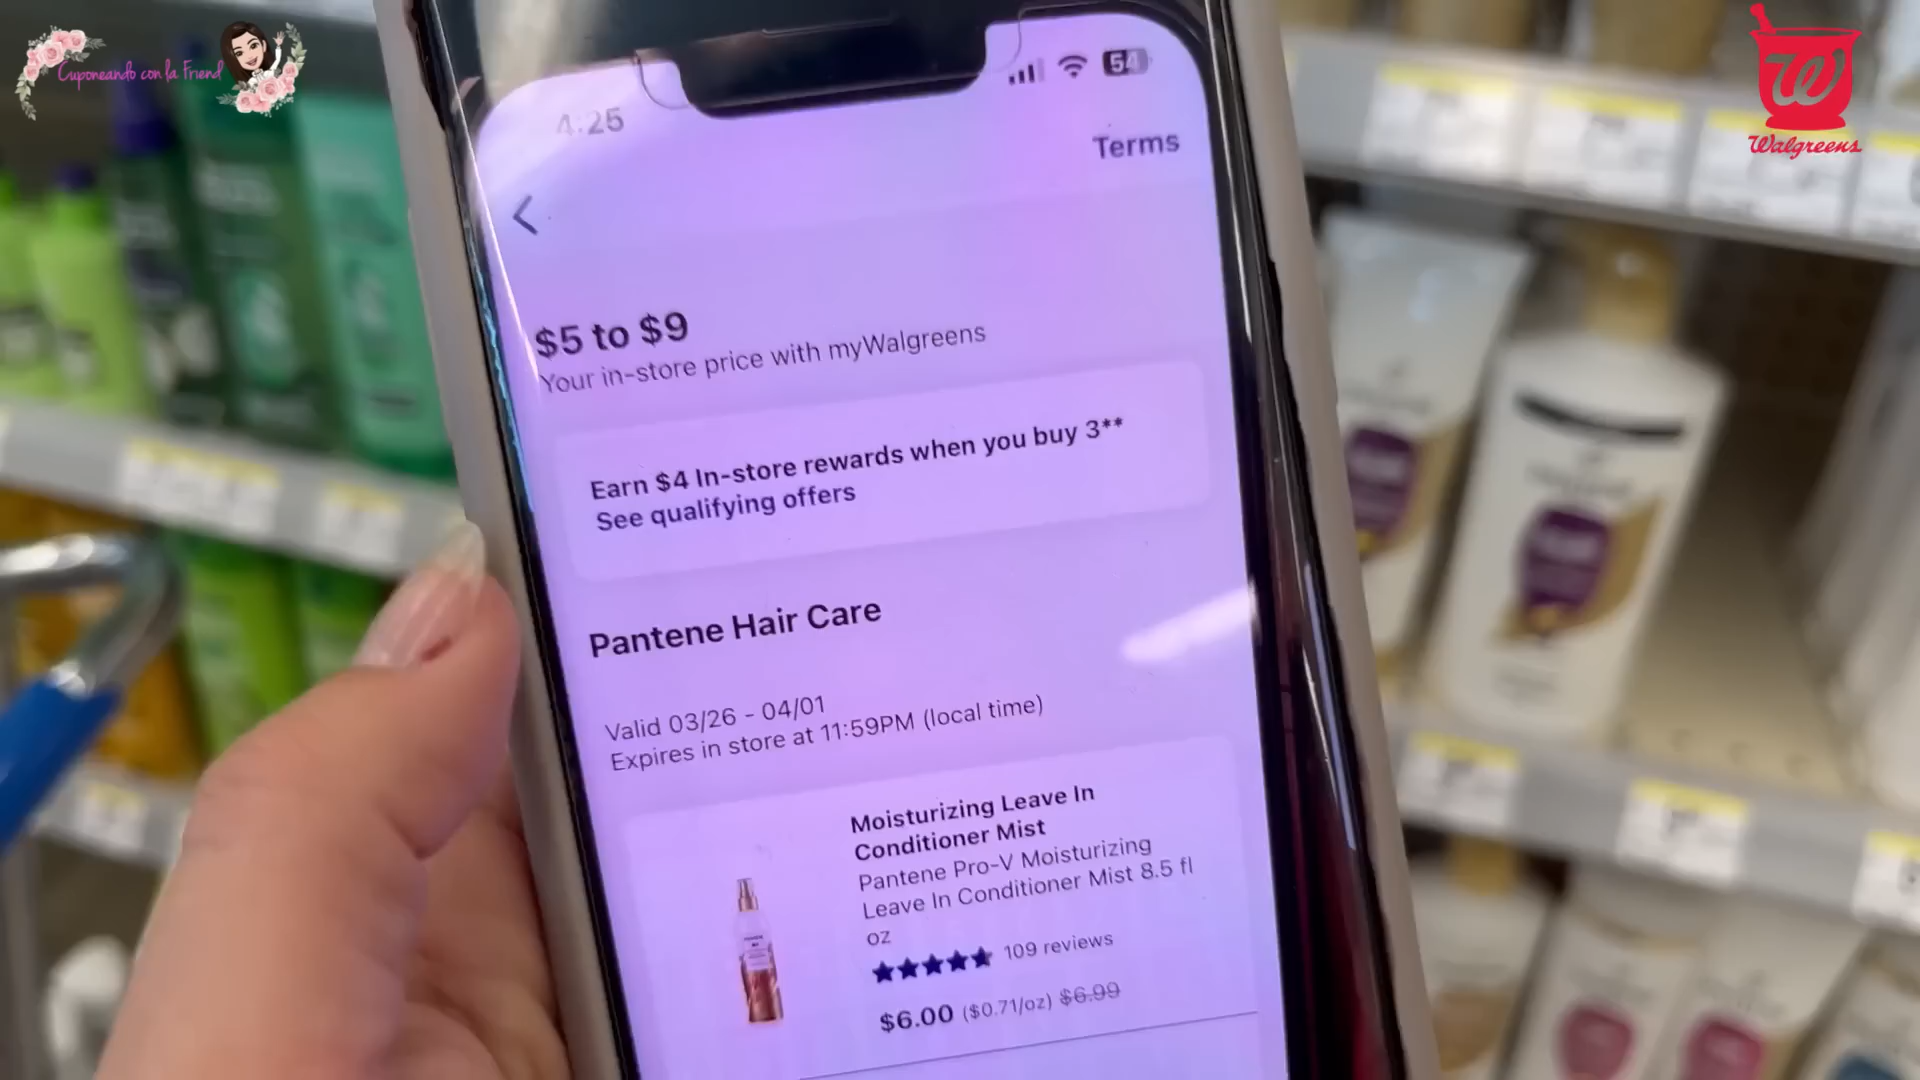 Cuponeando con la Friend
Walgreens
4:25
54
Terms
$5 to $9
Your in-store price with myWalgreens
Earn $4 In-store rewards when you buy 3**
See qualifying offers
Pantene Hair Care
Valid 03/26 - 04/01
Expires in store at 11:59PM (local time)
Moisturizing Leave In
Conditioner Mist
Pantene Pro-V Moisturizing
Leave In Conditioner Mist 8.5 fl
oz
109 reviews
$6.00 ($0.71/oz) $6.99